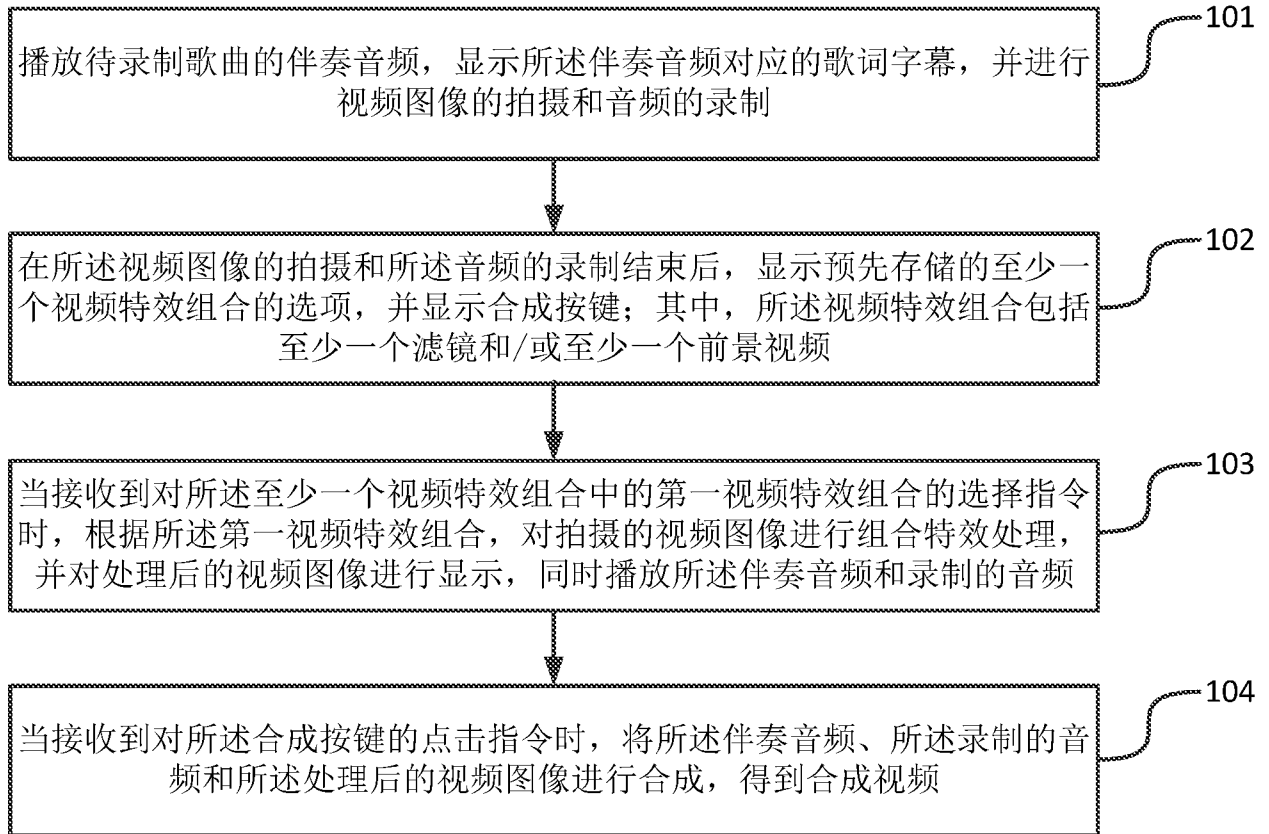 101
播放待录制歌曲的伴奏音频，显示所述伴奏音频对应的歌词字幕，并进行
视频图像的拍摄和音频的录制
102
在所述视频图像的拍摄和所述音频的录制结束后，显示预先存储的至少一
个视频特效组合的选项，并显示合成按键；其中，所述视频特效组合包括
至少一个滤镜和/或至少一个前景视频
103
当接收到对所述至少一个视频特效组合中的第一视频特效组合的选择指令
时，根据所述第一视频特效组合，对拍摄的视频图像进行组合特效处理，
并对处理后的视频图像进行显示，同时播放所述伴奏音频和录制的音频
104
当接收到对所述合成按键的点击指令时，将所述伴奏音频、所述录制的音
频和所述处理后的视频图像进行合成，得到合成视频